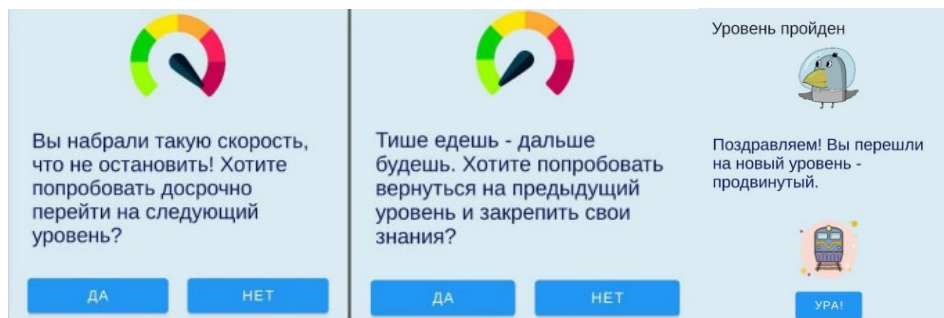 Вы набрали такую скорость,
что не остановить! Хотите
попробовать досрочно
перейти на следующий
уровень?
ДА
НЕТ
Тише едешь - дальше
будешь. Хотите попробовать
вернуться на предыдущий
уровень и закрепить свои
знания?
ДА
НЕТ
Уровень пройден
Поздравляем! Вы перешли
на новый уровень -
продвинутый.
УРА!